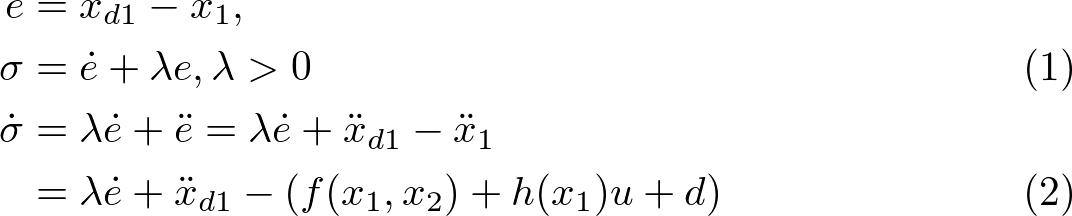 e = x_{d1} − x_1,
σ = ė + λe, λ > 0 (1)
σ̇ = λė + ë = λė + ẍ_{d1} − ẍ_1
= λė + ẍ_{d1} − (f(x_1, x_2) + h(x_1)u + d) (2)